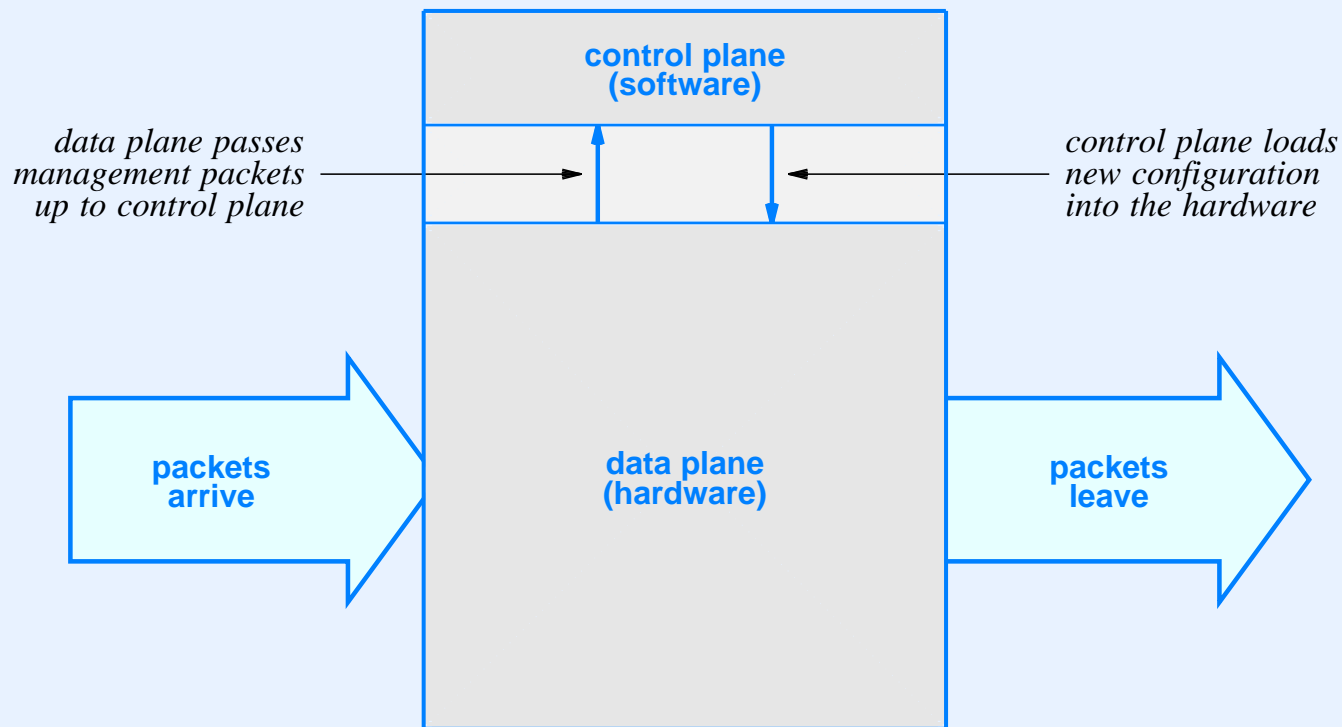 control plane
(software)
data plane passes
management packets
up to control plane
control plane loads
new configuration
into the hardware
packets
arrive
data plane
(hardware)
packets
leave